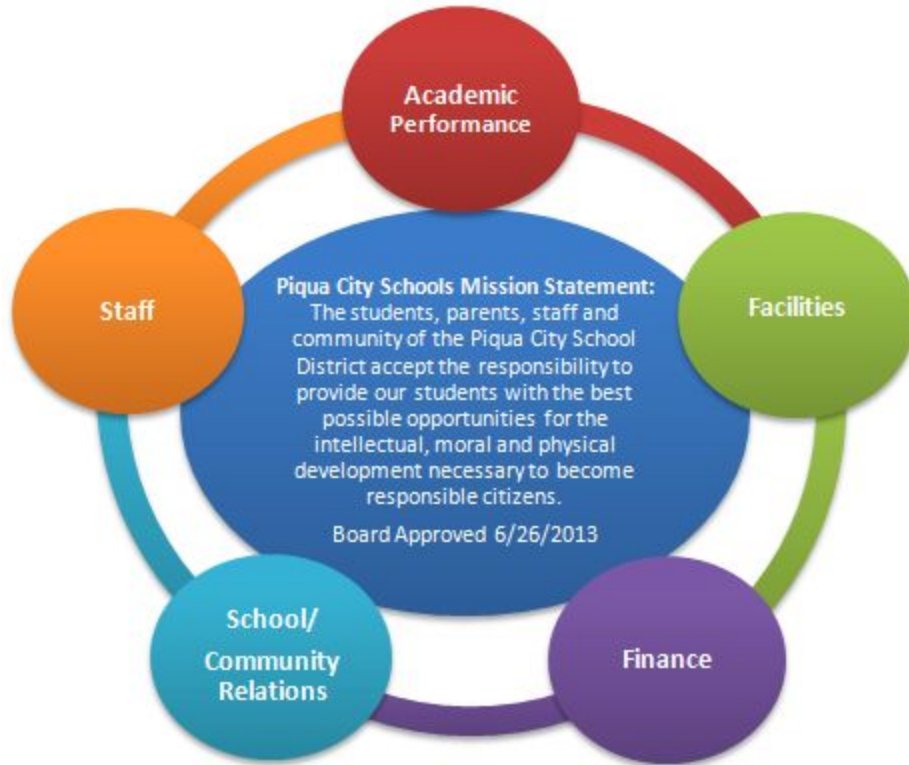 Academic
Performance
Facilities
Finance
School/
Community
Relations
Staff
Piqua City Schools Mission Statement:
The students, parents, staff and
community of the Piqua City School
District accept the responsibility to
provide our students with the best
possible opportunities for the
intellectual, moral and physical
development necessary to become
responsible citizens.
Board Approved 6/26/2013